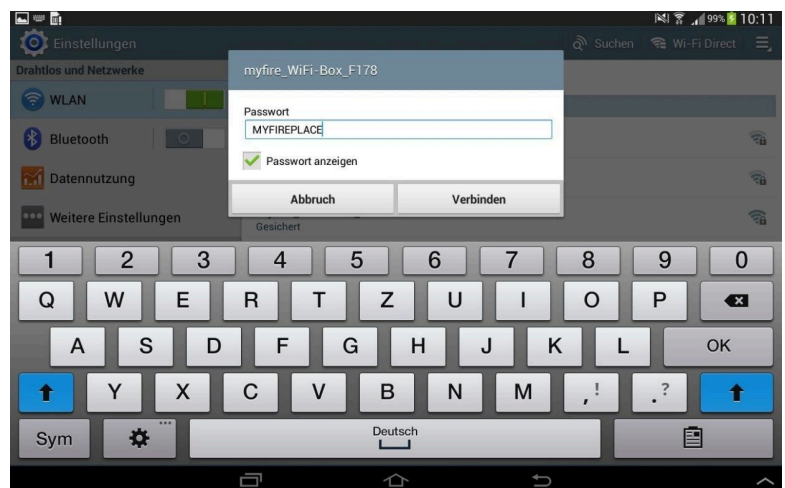 99% 10:11
Einstellungen
Suchen
Wi-Fi Direct
Drahtlos und Netzwerke
WLAN
Bluetooth
Datennutzung
Weitere Einstellungen
myfire_WiFi-Box_F178
Passwort
MYFIREPLACE
Passwort anzeigen
Abbruch
Verbinden
Gesichert
1 2 3 4 5 6 7 8 9 0
Q W E R T Z U I O P
A S D F G H J K L OK
Y X C V B N M ,! .?
Sym
Deutsch